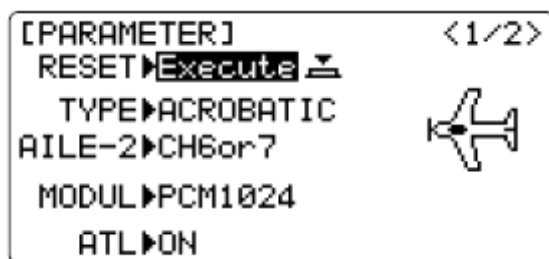 [PARAMETER] <1/2>
RESET▶Execute
TYPE▶ACROBATIC
AILE-2▶CH6or7
MODUL▶PCM1024
ATL▶ON